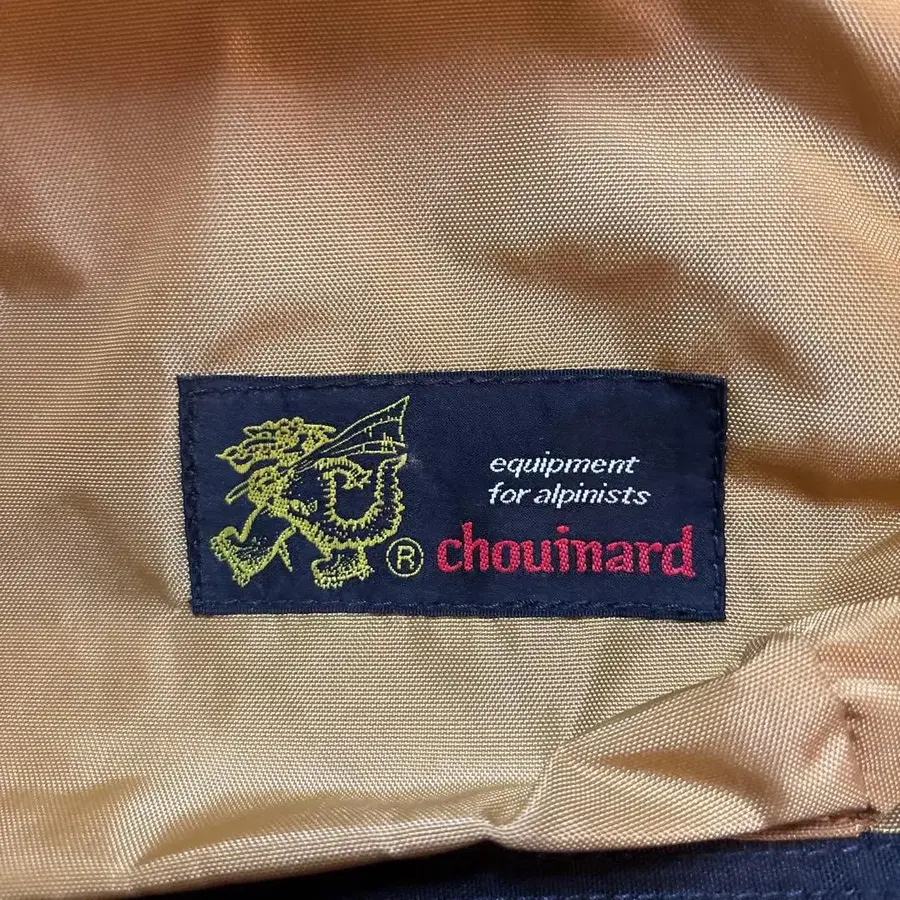 equipment
for alpinists
® chouinard